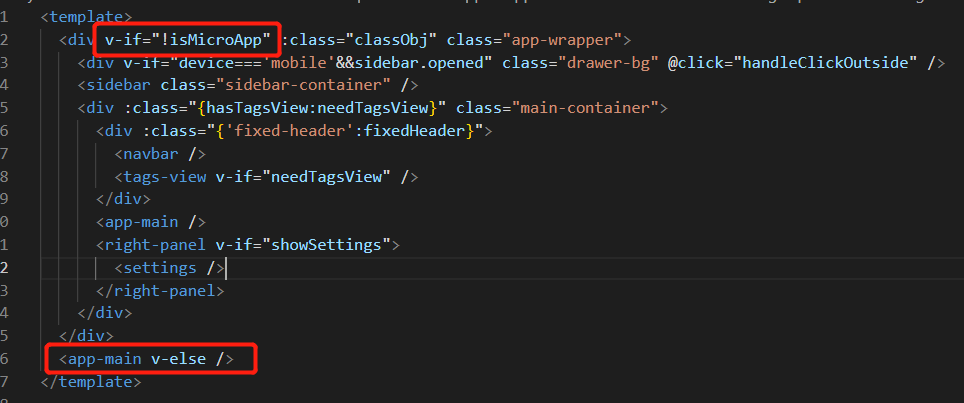 1 <template>
2 <div v-if="!isMicroApp" :class="classObj" class="app-wrapper">
3 <div v-if="device==='mobile'&&sidebar.opened" class="drawer-bg" @click="handleClickOutside" />
4 <sidebar class="sidebar-container" />
5 <div :class="{hasTagsView:needTagsView}" class="main-container">
6 <div :class="{'fixed-header':fixedHeader}">
7 <navbar />
8 <tags-view v-if="needTagsView" />
9 </div>
0 <app-main />
1 <right-panel v-if="showSettings">
2 <settings />
3 </right-panel>
4 </div>
5 </div>
6 <app-main v-else />
7 </template>